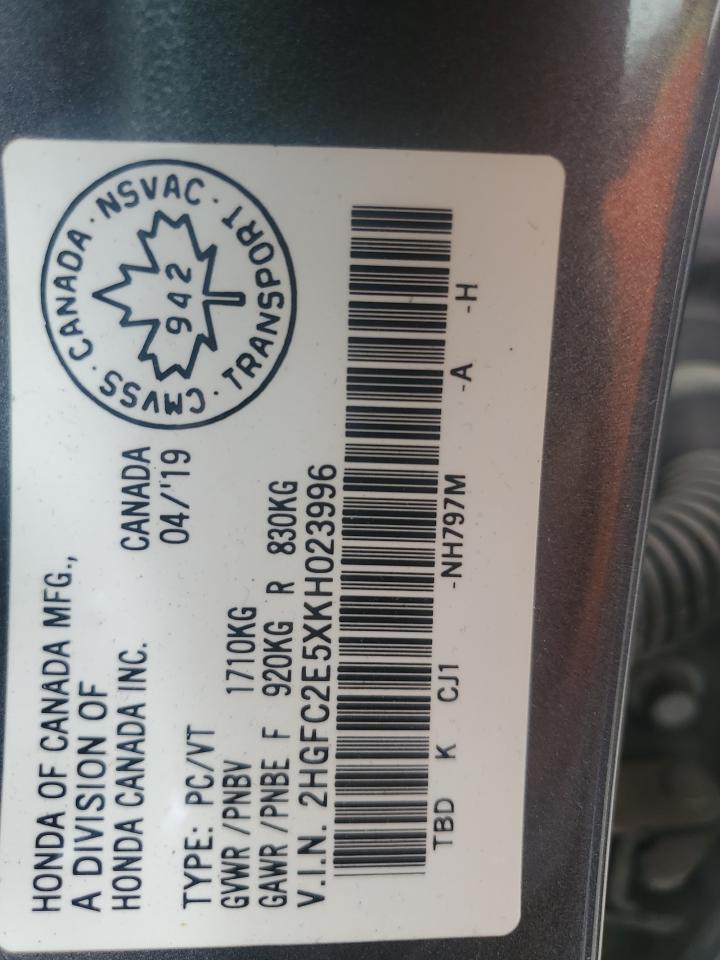 HONDA OF CANADA MFG.,
A DIVISION OF
HONDA CANADA INC.
CANADA
04/'19
CMVSS · CANADA · NSVAC · TRANSPORT ·
942
TYPE: PC/VT
GVWR /PNBV 1710KG
GAWR /PNBE F 920KG R 830KG
V.I.N. 2HGFC2E5XKH023996
TBD K CJ1 -NH797M -A -H